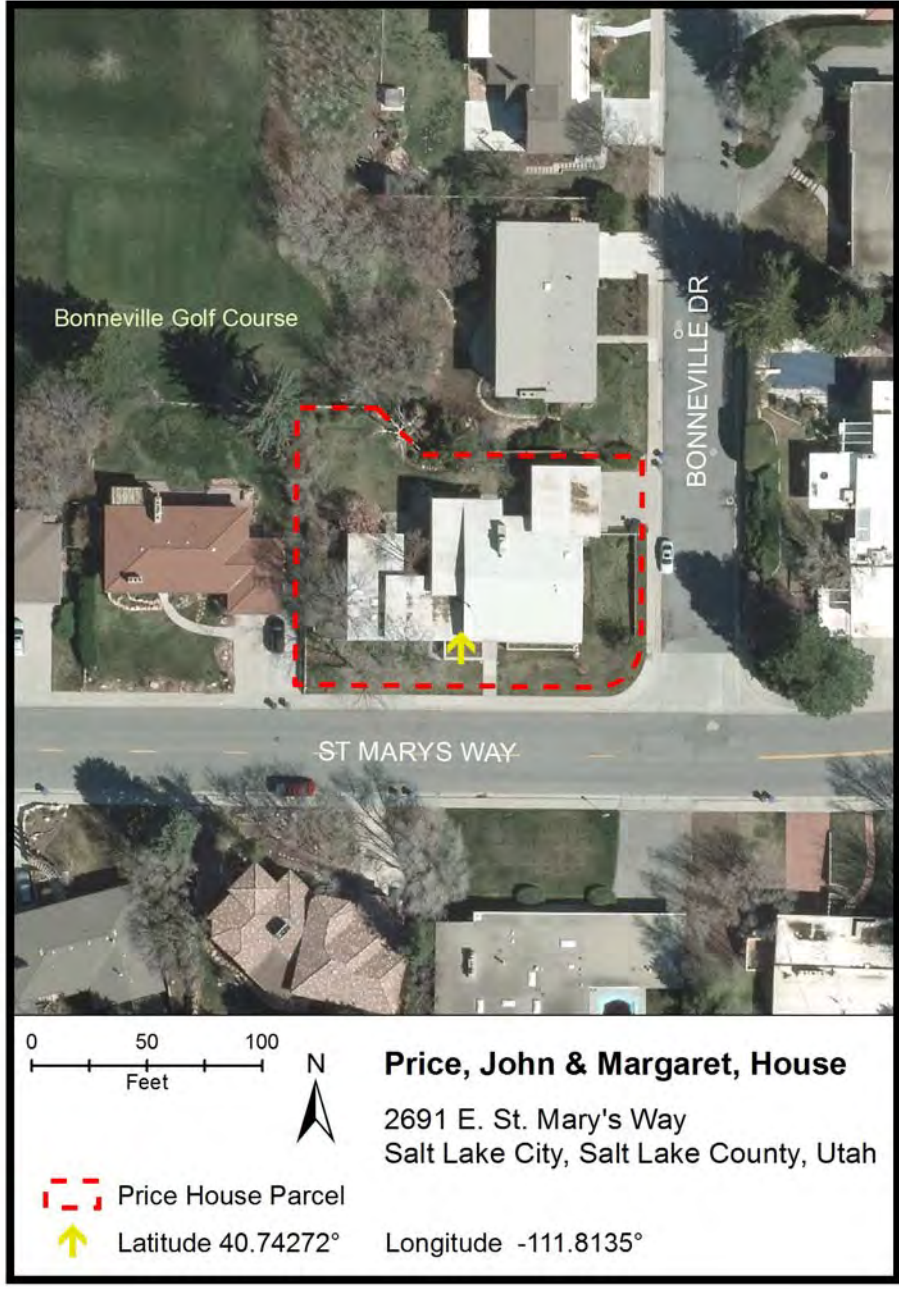 Bonneville Golf Course
BONNEVILLE DR
ST MARYS WAY
0 50 100
Feet
N
Price, John & Margaret, House
2691 E. St. Mary's Way
Salt Lake City, Salt Lake County, Utah
Price House Parcel
Latitude 40.74272° Longitude -111.8135°